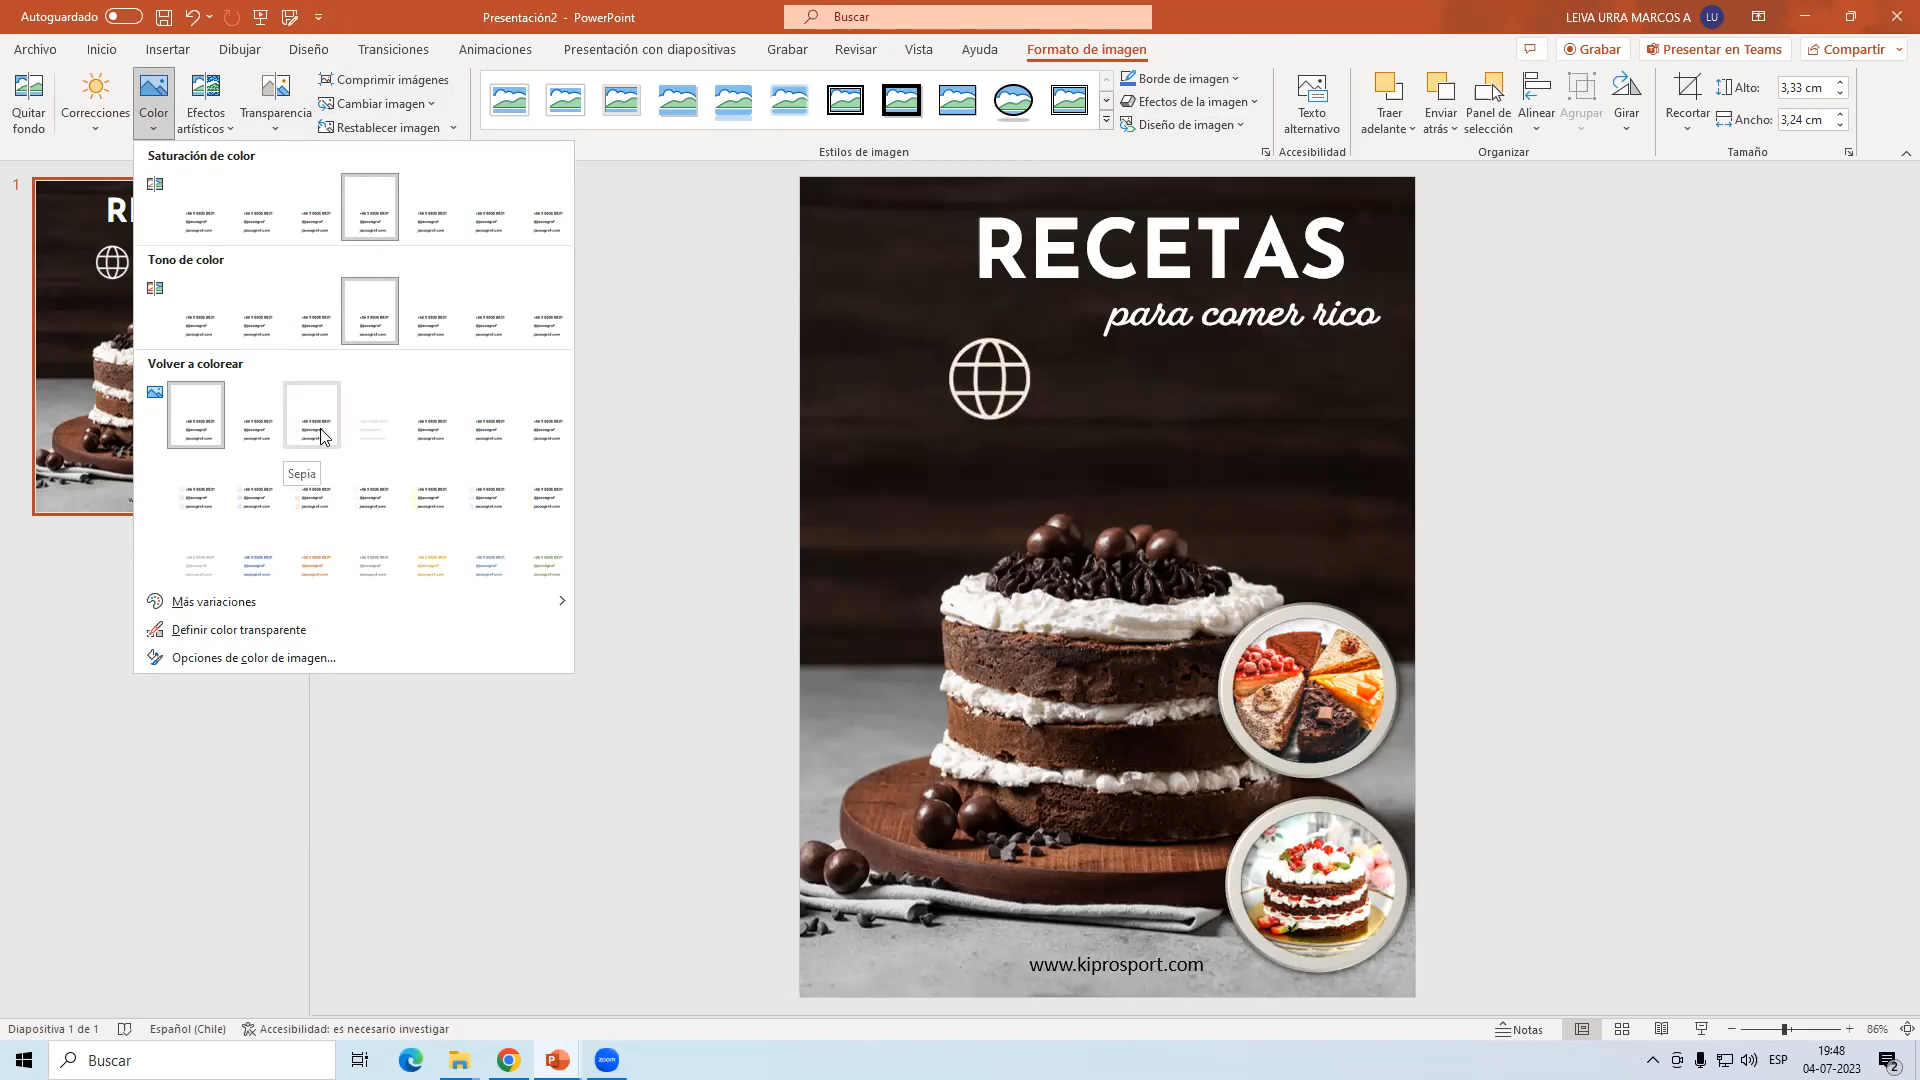 Autoguardado
Presentación2 - PowerPoint
Buscar
LEIVA URRA MARCOS A
LU
Archivo
Inicio
Insertar
Dibujar
Diseño
Transiciones
Animaciones
Presentación con diapositivas
Grabar
Revisar
Vista
Ayuda
Formato de imagen
Grabar
Presentar en Teams
Compartir
Quitar fondo
Correcciones
Color
Efectos artísticos
Transparencia
Comprimir imágenes
Cambiar imagen
Restablecer imagen
Borde de imagen
Efectos de la imagen
Diseño de imagen
Texto alternativo
Traer adelante
Enviar atrás
Panel de selección
Alinear
Agrupar
Girar
Recortar
Alto:
3,33 cm
Ancho:
3,24 cm
Estilos de imagen
Accesibilidad
Organizar
Tamaño
Saturación de color
Tono de color
Volver a colorear
Sepia
Más variaciones
Definir color transparente
Opciones de color de imagen...
1
RECETAS
para comer rico
www.kiprosport.com
Diapositiva 1 de 1
Español (Chile)
Accesibilidad: es necesario investigar
Notas
86%
Buscar
zoom
ESP
19:48
04-07-2023
2